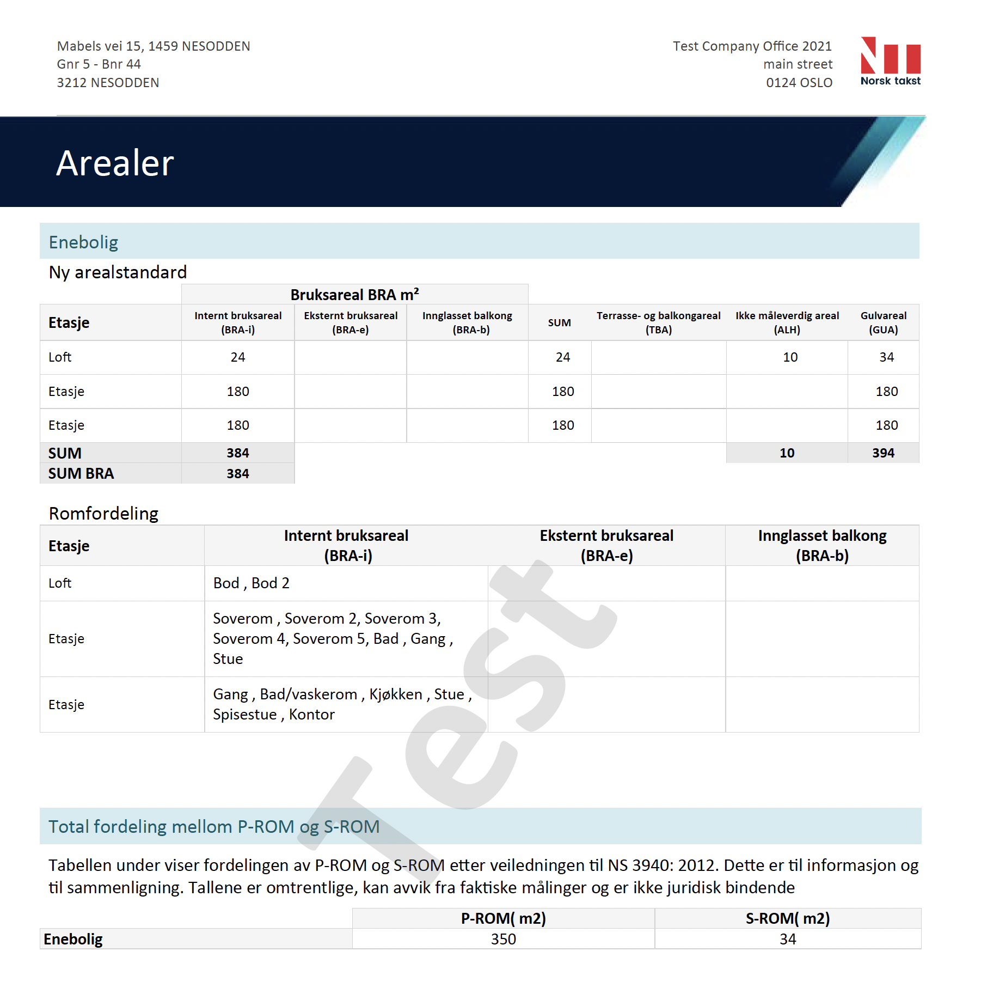 Mabels vei 15, 1459 NESODDEN
Gnr 5 - Bnr 44
3212 NESODDEN
Test Company Office 2021
main street
0124 OSLO
Norsk takst
Arealer
Enebolig
Ny arealstandard
Bruksareal BRA m²
Etasje
Internt bruksareal
(BRA-i)
Eksternt bruksareal
(BRA-e)
Innglasset balkong
(BRA-b)
SUM
Terrasse- og balkongareal
(TBA)
Ikke måleverdig areal
(ALH)
Gulvareal
(GUA)
Loft 24 24 10 34
Etasje 180 180 180
Etasje 180 180 180
SUM 384 10 394
SUM BRA 384
Romfordeling
Etasje
Internt bruksareal
(BRA-i)
Eksternt bruksareal
(BRA-e)
Innglasset balkong
(BRA-b)
Loft
Bod , Bod 2
Etasje
Soverom , Soverom 2, Soverom 3,
Soverom 4, Soverom 5, Bad , Gang ,
Stue
Etasje
Gang , Bad/vaskerom , Kjøkken , Stue ,
Spisestue , Kontor
Test
Total fordeling mellom P-ROM og S-ROM
Tabellen under viser fordelingen av P-ROM og S-ROM etter veiledningen til NS 3940: 2012. Dette er til informasjon og
til sammenligning. Tallene er omtrentlige, kan avvik fra faktiske målinger og er ikke juridisk bindende
P-ROM( m2) S-ROM( m2)
Enebolig 350 34